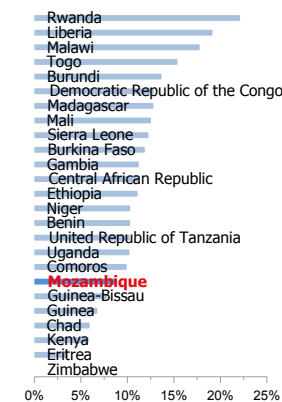 Rwanda
Liberia
Malawi
Togo
Burundi
Democratic Republic of the Congo
Madagascar
Mali
Sierra Leone
Burkina Faso
Gambia
Central African Republic
Ethiopia
Niger
Benin
United Republic of Tanzania
Uganda
Comoros
Mozambique
Guinea-Bissau
Guinea
Chad
Kenya
Eritrea
Zimbabwe
0% 5% 10% 15% 20% 25%